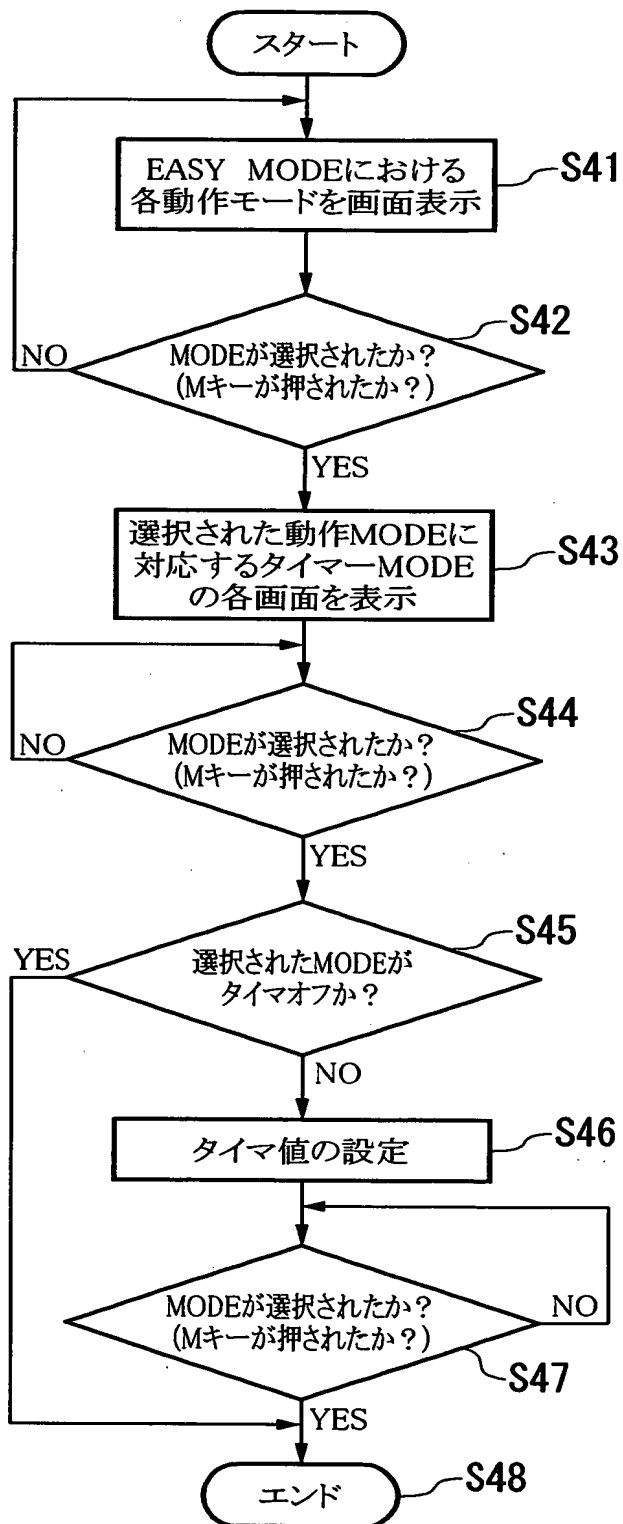 スタート
EASY MODEにおける
各動作モードを画面表示
S41
S42
MODEが選択されたか？
(Mキーが押されたか？)
NO
YES
選択された動作MODEに
対応するタイマーMODE
の各画面を表示
S43
S44
MODEが選択されたか？
(Mキーが押されたか？)
NO
YES
S45
選択されたMODEが
タイマオフか？
YES
NO
タイマ値の設定
S46
MODEが選択されたか？
(Mキーが押されたか？)
NO
S47
YES
エンド
S48